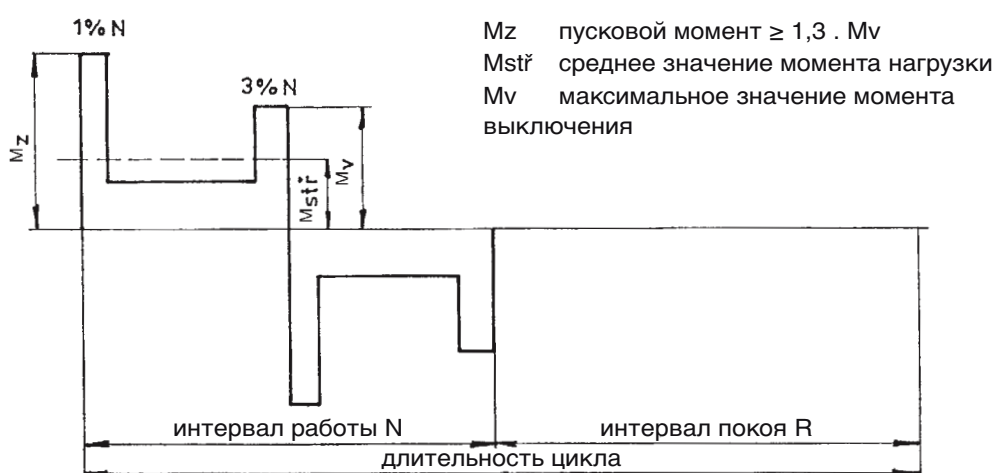 1% N
3% N
Mz пусковой момент ≥ 1,3 . Mv
Mstř среднее значение момента нагрузки
Mv максимальное значение момента
выключения
Mz
Mstř
Mv
интервал работы N
интервал покоя R
длительность цикла